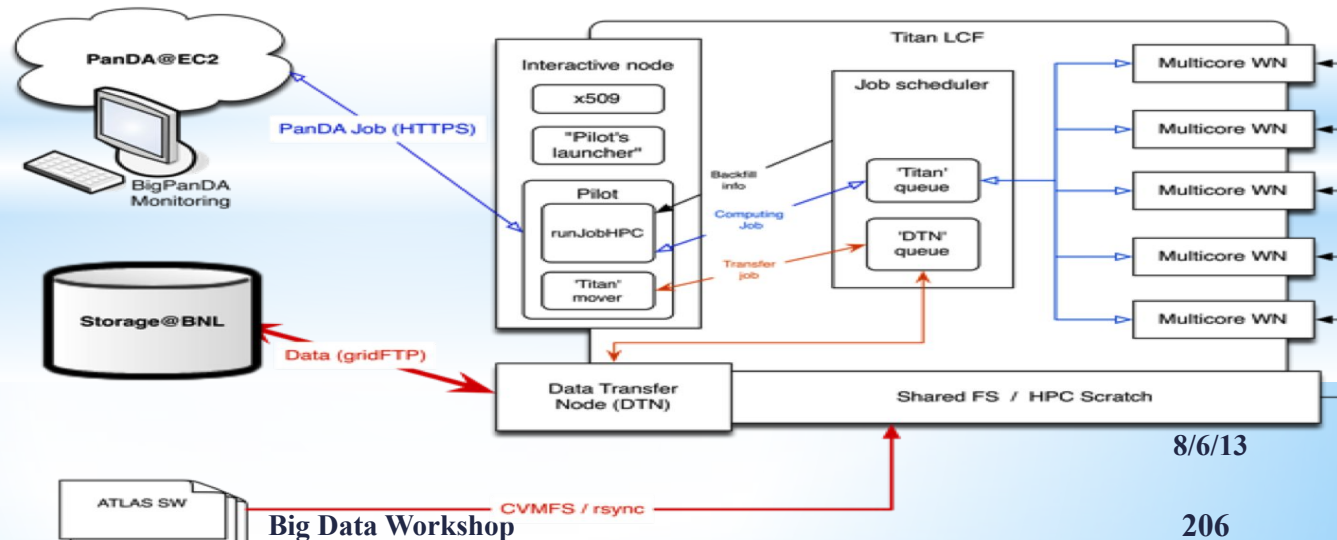 PanDA@EC2
BigPanDA
Monitoring
PanDA Job (HTTPS)
Storage@BNL
Data (gridFTP)
Titan LCF
Interactive node
x509
"Pilot's
launcher"
Pilot
runJobHPC
'Titan'
mover
Backfill
info
Computing
Job
Transfer
job
Job scheduler
'Titan'
queue
'DTN'
queue
Multicore WN
Multicore WN
Multicore WN
Multicore WN
Multicore WN
Data Transfer
Node (DTN)
Shared FS / HPC Scratch
8/6/13
ATLAS SW
CVMFS / rsync
Big Data Workshop
206